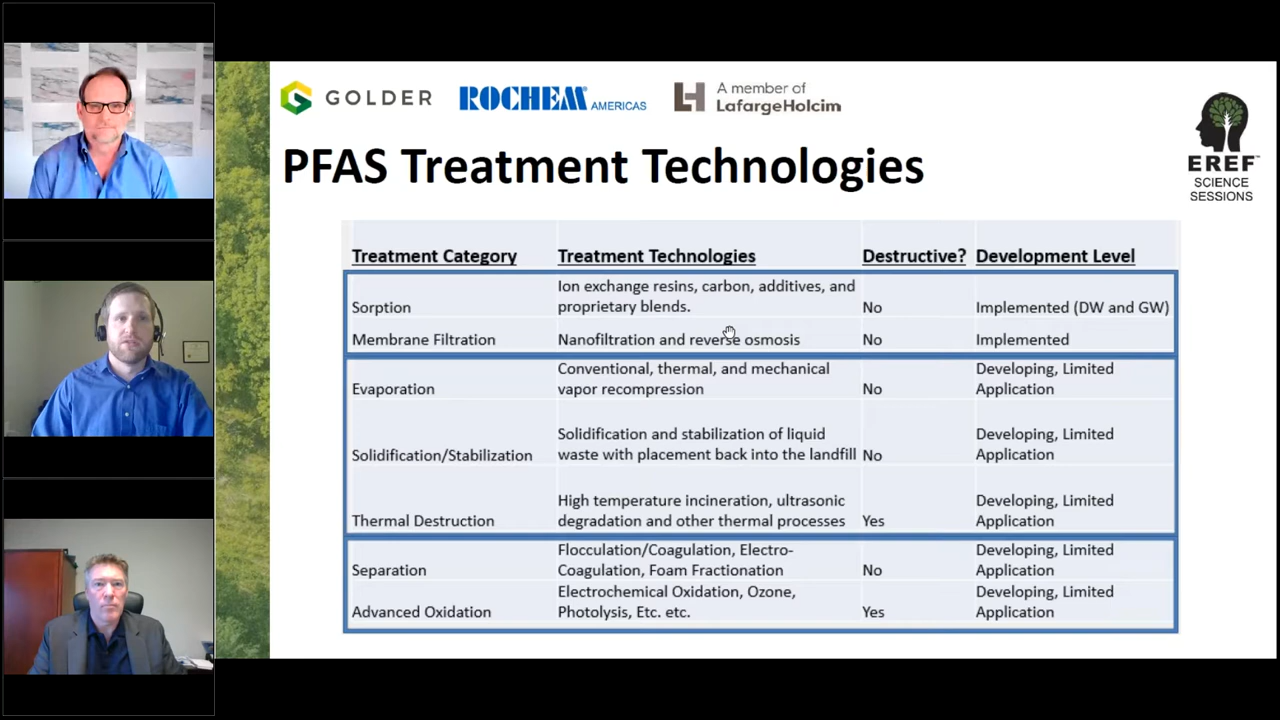 GOLDER
ROCHEM AMERICAS
A member of
LafargeHolcim
EREF™
SCIENCE
SESSIONS
PFAS Treatment Technologies
Treatment Category Treatment Technologies Destructive? Development Level
Ion exchange resins, carbon, additives, and
Sorption proprietary blends. No Implemented (DW and GW)
Membrane Filtration Nanofiltration and reverse osmosis No Implemented
Conventional, thermal, and mechanical Developing, Limited
Evaporation vapor recompression No Application
Solidification and stabilization of liquid Developing, Limited
Solidification/Stabilization waste with placement back into the landfill No Application
High temperature incineration, ultrasonic Developing, Limited
Thermal Destruction degradation and other thermal processes Yes Application
Flocculation/Coagulation, Electro- Developing, Limited
Separation Coagulation, Foam Fractionation No Application
Electrochemical Oxidation, Ozone, Developing, Limited
Advanced Oxidation Photolysis, Etc. etc. Yes Application